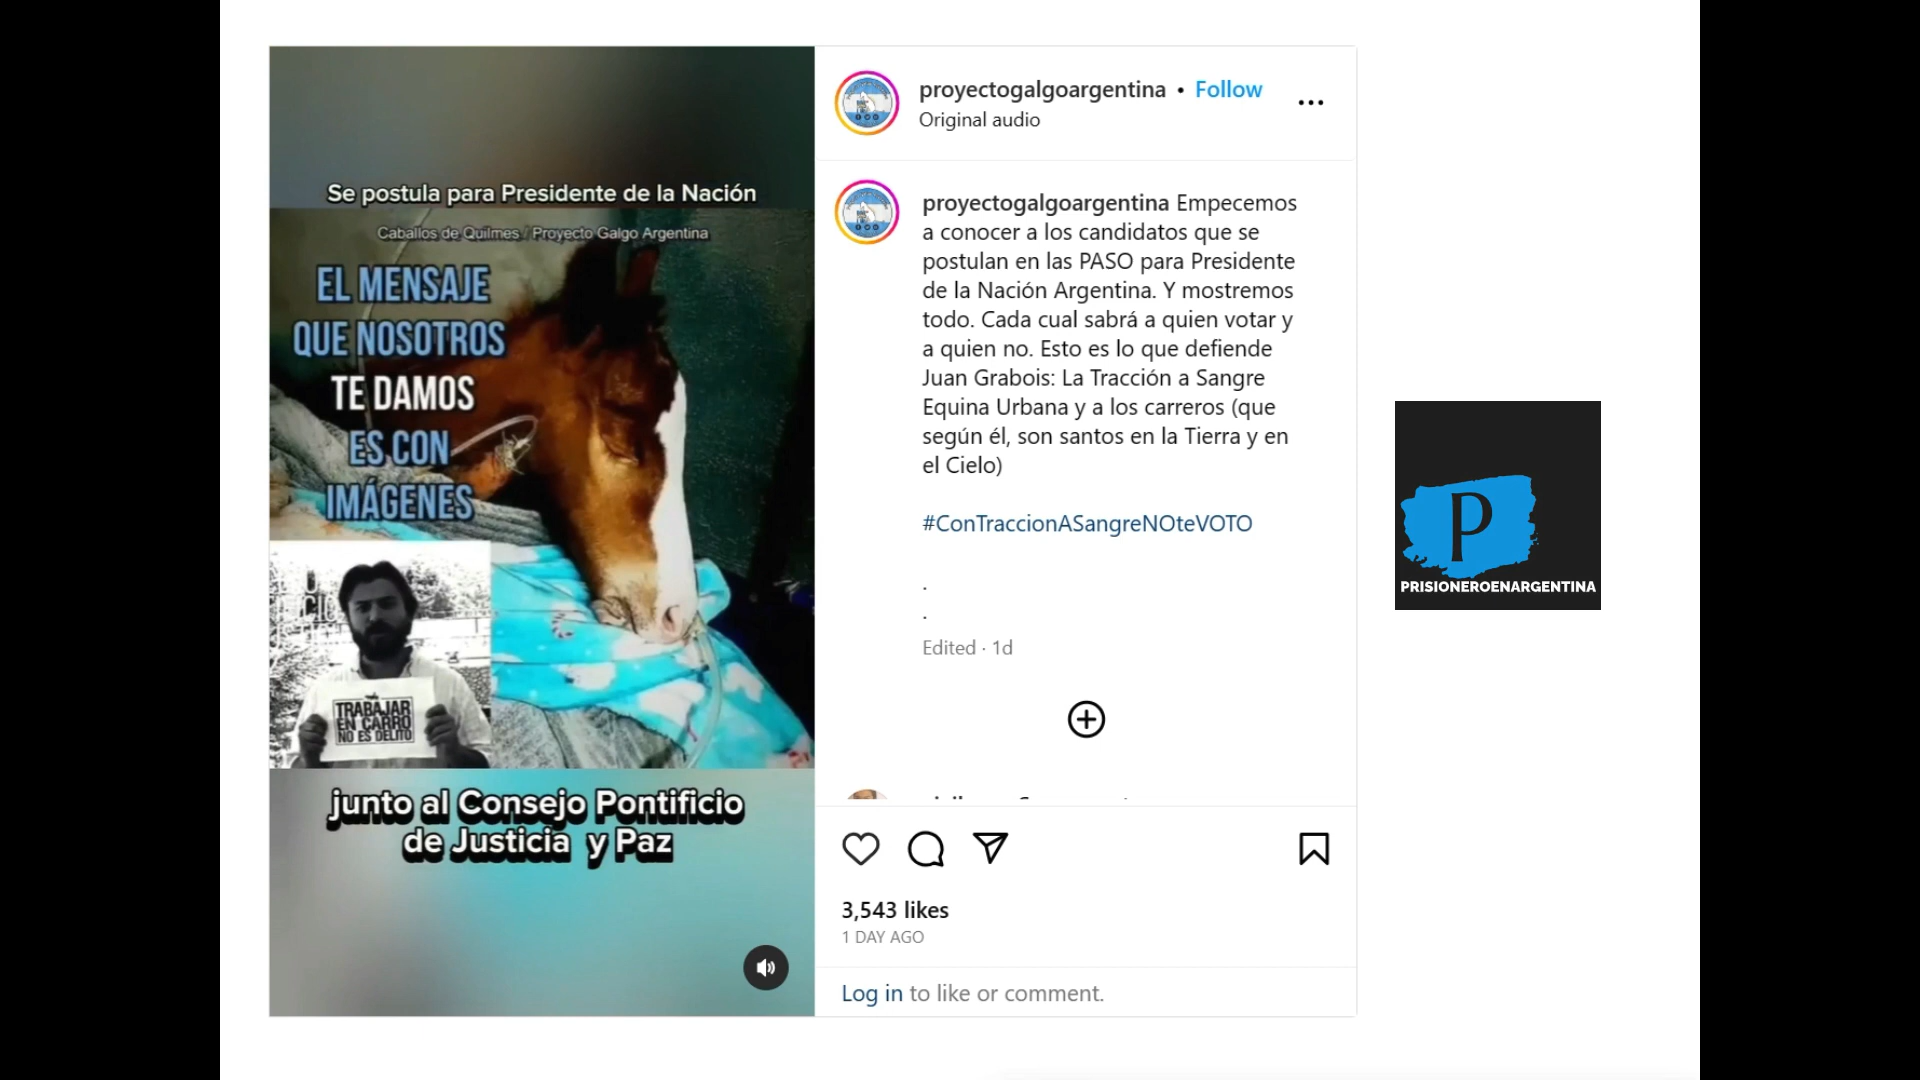 Se postula para Presidente de la Nación
Caballos de Quilmes / Proyecto Galgo Argentina
EL MENSAJE
QUE NOSOTROS
TE DAMOS
ES CON
IMÁGENES
TRABAJAR
EN CARRO
NO ES DELITO
junto al Consejo Pontificio
de Justicia y Paz
proyectogalgoargentina • Follow
Original audio
proyectogalgoargentina Empecemos
a conocer a los candidatos que se
postulan en las PASO para Presidente
de la Nación Argentina. Y mostremos
todo. Cada cual sabrá a quien votar y
a quien no. Esto es lo que defiende
Juan Grabois: La Tracción a Sangre
Equina Urbana y a los carreros (que
según él, son santos en la Tierra y en
el Cielo)
#ConTraccionASangreNOteVOTO
.
.
Edited · 1d
3,543 likes
1 DAY AGO
Log in to like or comment.
P
PRISIONEROENARGENTINA